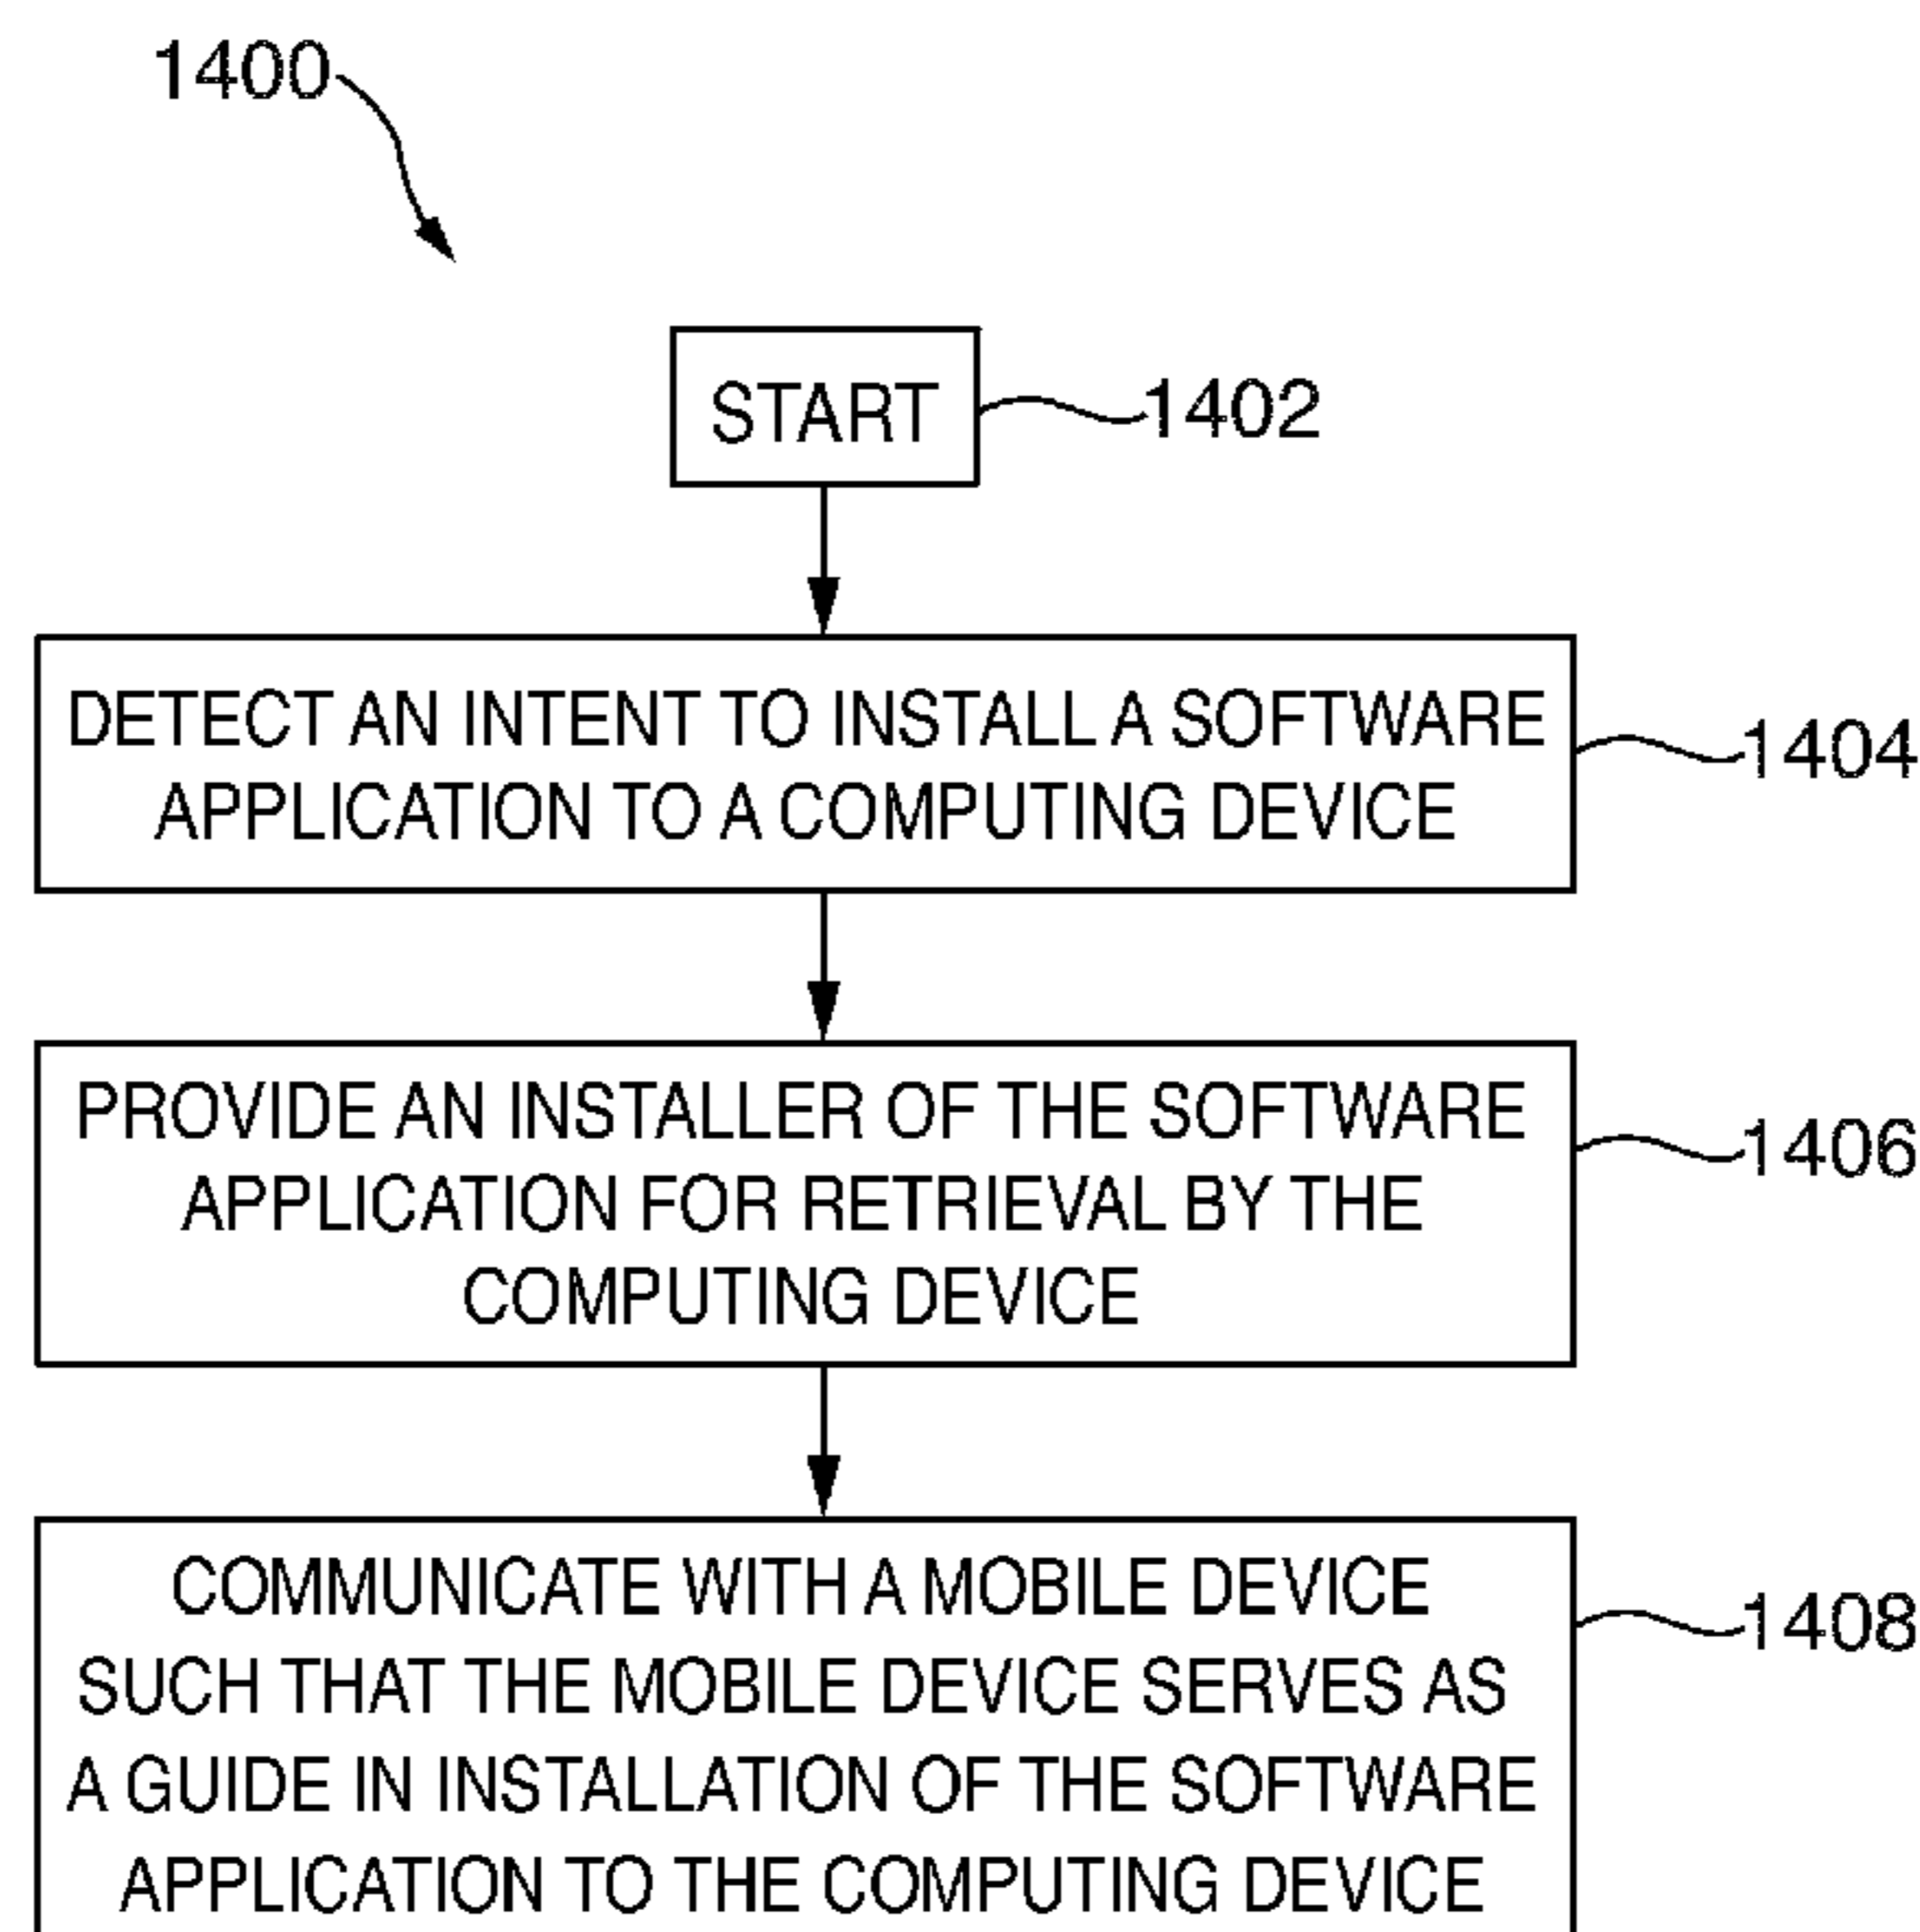 1400
START
1402
DETECT AN INTENT TO INSTALL A SOFTWARE
APPLICATION TO A COMPUTING DEVICE
1404
PROVIDE AN INSTALLER OF THE SOFTWARE
APPLICATION FOR RETRIEVAL BY THE
COMPUTING DEVICE
1406
COMMUNICATE WITH A MOBILE DEVICE
SUCH THAT THE MOBILE DEVICE SERVES AS
A GUIDE IN INSTALLATION OF THE SOFTWARE
APPLICATION TO THE COMPUTING DEVICE
1408